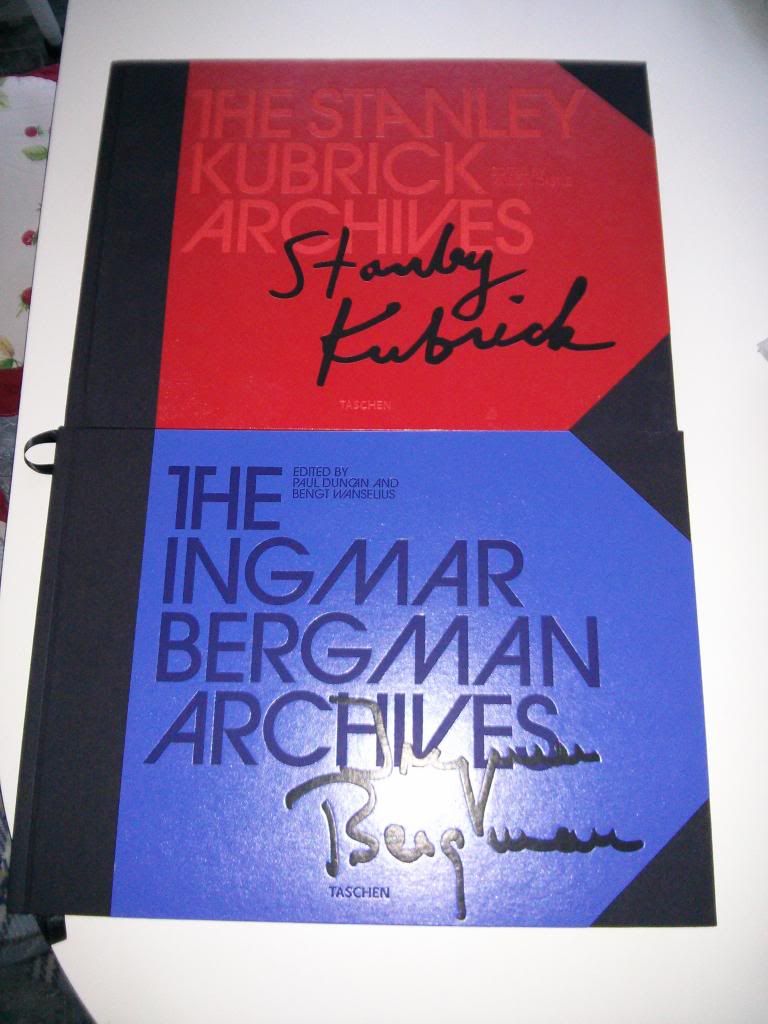 THE STANLEY
KUBRICK
ARCHIVES
Stanley
Kubrick
TASCHEN
THE
EDITED BY
PAUL DUNCAN AND
BENGT WANSELIUS
INGMAR
BERGMAN
ARCHIVES
Ingmar
Bergman
TASCHEN